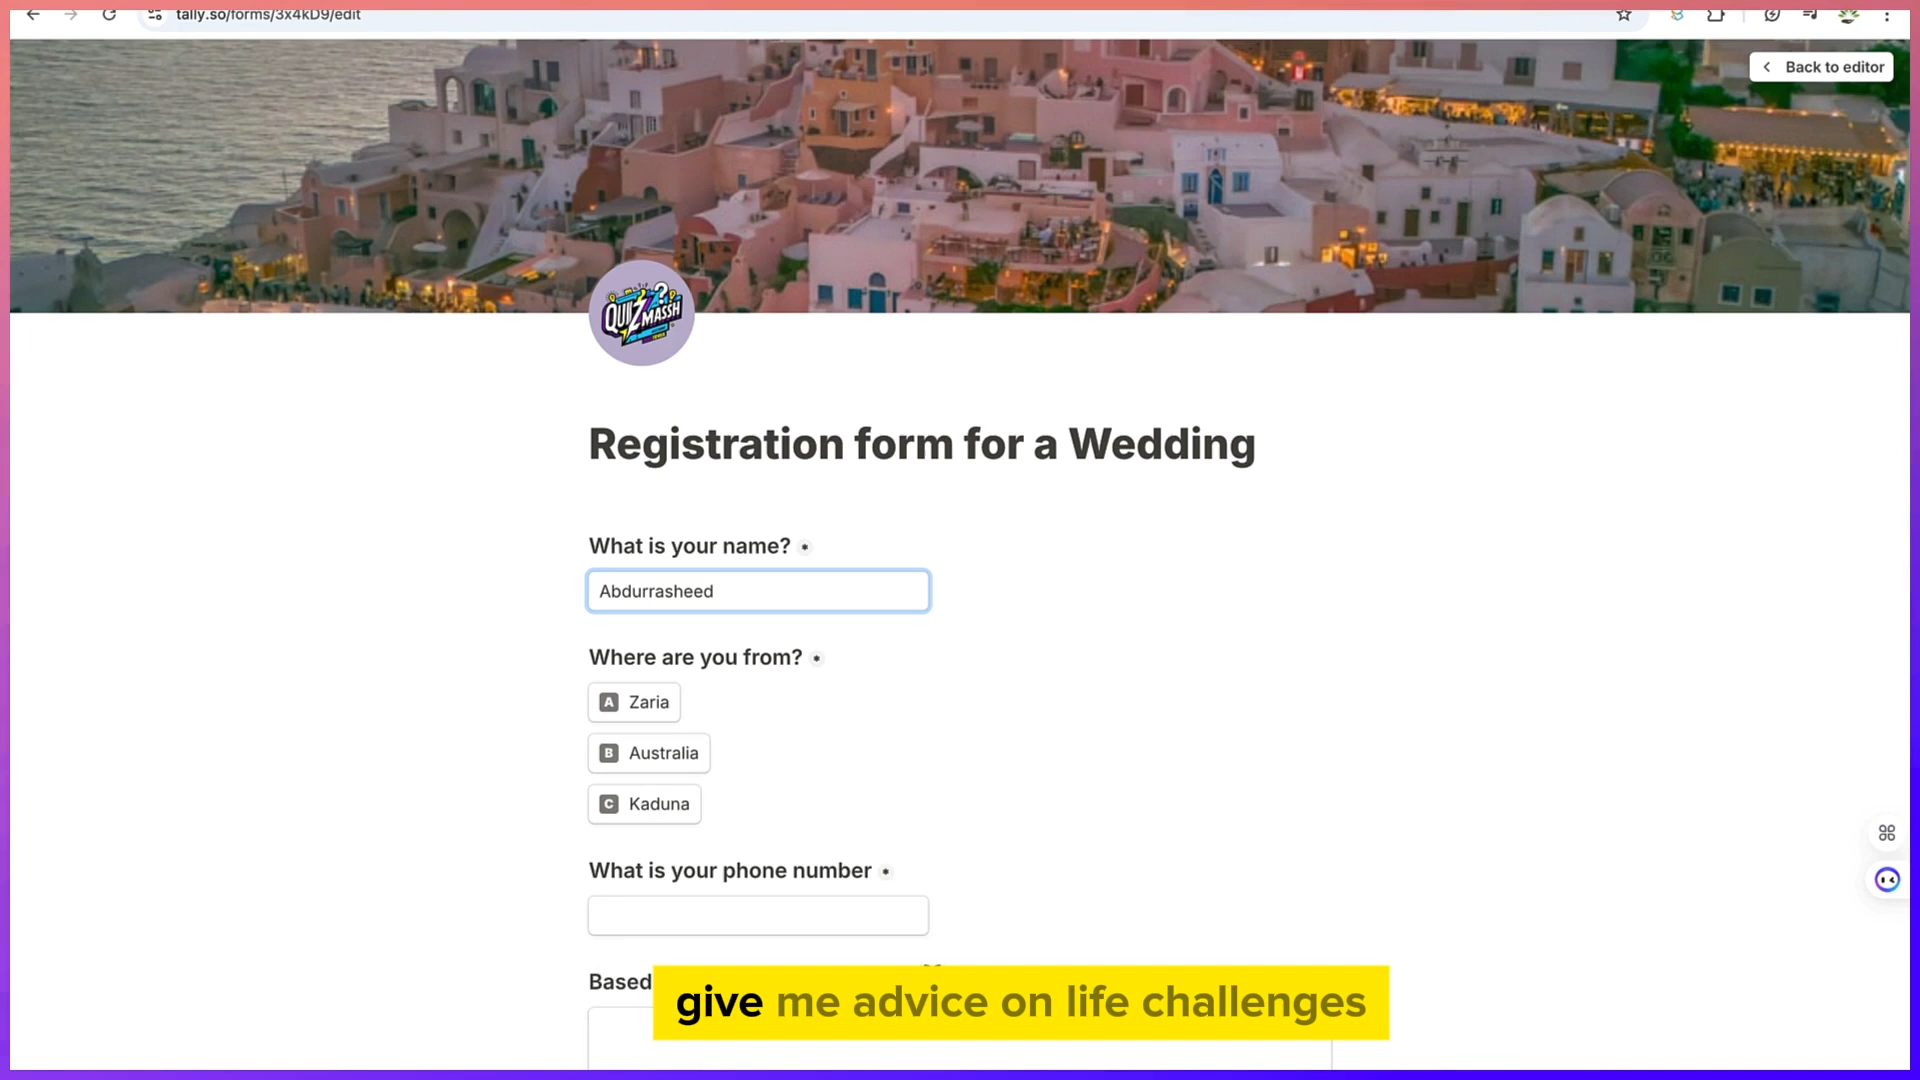 tally.so/forms/3x4kD9/edit
Back to editor
QUIZ
MASSH
Registration form for a Wedding
What is your name? *
Abdurrasheed
Where are you from? *
A Zaria
B Australia
C Kaduna
What is your phone number *
Based
give me advice on life challenges